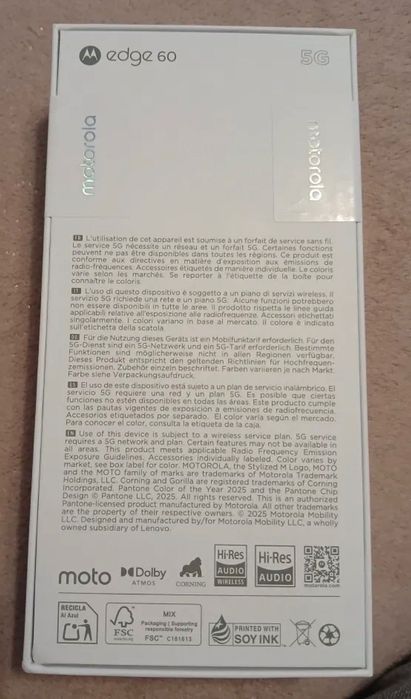 motorola edge 60
5G
motorola
motorola
FR L'utilisation de cet appareil est soumise à un forfait de service sans fil.
Le service 5G nécessite un réseau et un forfait 5G. Certaines fonctions
peuvent ne pas être disponibles dans toutes les régions. Ce produit est
conforme aux directives en matière d'exposition aux émissions de
radio-fréquences. Accessoires étiquetés de manière individuelle. Le coloris
varie selon les marchés. Se reporter à l'étiquette de la boîte pour
connaître le coloris.
IT L'uso di questo dispositivo è soggetto a un piano di servizi wireless. Il
servizio 5G richiede una rete e un piano 5G. Alcune funzioni potrebbero
non essere disponibili in tutte le aree. Il prodotto rispetta le linee guida
applicabili relative all'esposizione alle radiofrequenze. Accessori etichettati
singolarmente. I colori variano in base al mercato. Il colore è indicato
sull'etichetta della scatola.
DE Für die Nutzung dieses Geräts ist ein Mobilfunktarif erforderlich. Für den
5G-Dienst sind ein 5G-Netzwerk und ein 5G-Tarif erforderlich. Bestimmte
Funktionen sind möglicherweise nicht in allen Regionen verfügbar.
Dieses Produkt entspricht den geltenden Richtlinien für Hochfrequen-
zemissionen. Zubehör einzeln beschriftet. Farben variieren je nach Markt.
Farbe siehe Verpackungsaufdruck.
ES El uso de este dispositivo está sujeto a un plan de servicio inalámbrico. El
servicio 5G requiere una red y un plan 5G. Es posible que ciertas
funciones no estén disponibles en todas las áreas. Este producto cumple
con las pautas vigentes de exposición a emisiones de radiofrecuencia.
Accesorios etiquetados por separado. El color varía según el mercado.
Para conocer el color, consulta la etiqueta de la caja.
EN Use of this device is subject to a wireless service plan. 5G service
requires a 5G network and plan. Certain features may not be available in
all areas. This product meets applicable Radio Frequency Emission
Exposure Guidelines. Accessories individually labeled. Color varies by
market, see box label for color. MOTOROLA, the Stylized M Logo, MOTO
and the MOTO family of marks are trademarks of Motorola Trademark
Holdings, LLC. Corning and Gorilla are registered trademarks of Corning
Incorporated. Pantone Color of the Year 2025 and the Pantone Chip
Design © Pantone LLC, 2025. All rights reserved. This is an authorized
Pantone-licensed product manufactured by Motorola. All other trademarks
are the property of their respective owners. © 2025 Motorola Mobility
LLC. Designed and manufactured by/for Motorola Mobility LLC, a wholly
owned subsidiary of Lenovo.
moto
Dolby
ATMOS
CORNING
Hi-Res
AUDIO
WIRELESS
Hi-Res
AUDIO
motorola.com
RECICLA
Al Azul
FSC
www.fsc.org
MIX
Packaging | Supporting
responsible forestry
FSC™ C161613
PRINTED WITH
SOY INK